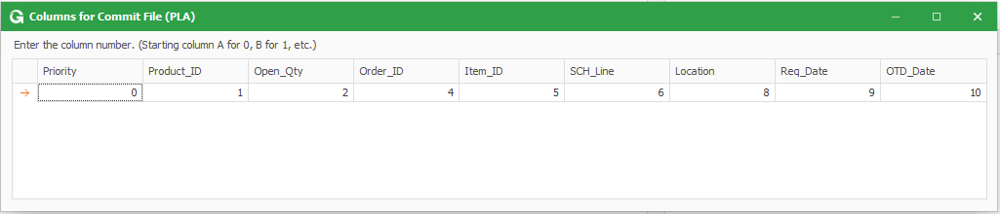 G Columns for Commit File (PLA)
Enter the column number. (Starting column A for 0, B for 1, etc.)
Priority Product_ID Open_Qty Order_ID Item_ID SCH_Line Location Req_Date OTD_Date
0 1 2 4 5 6 8 9 10